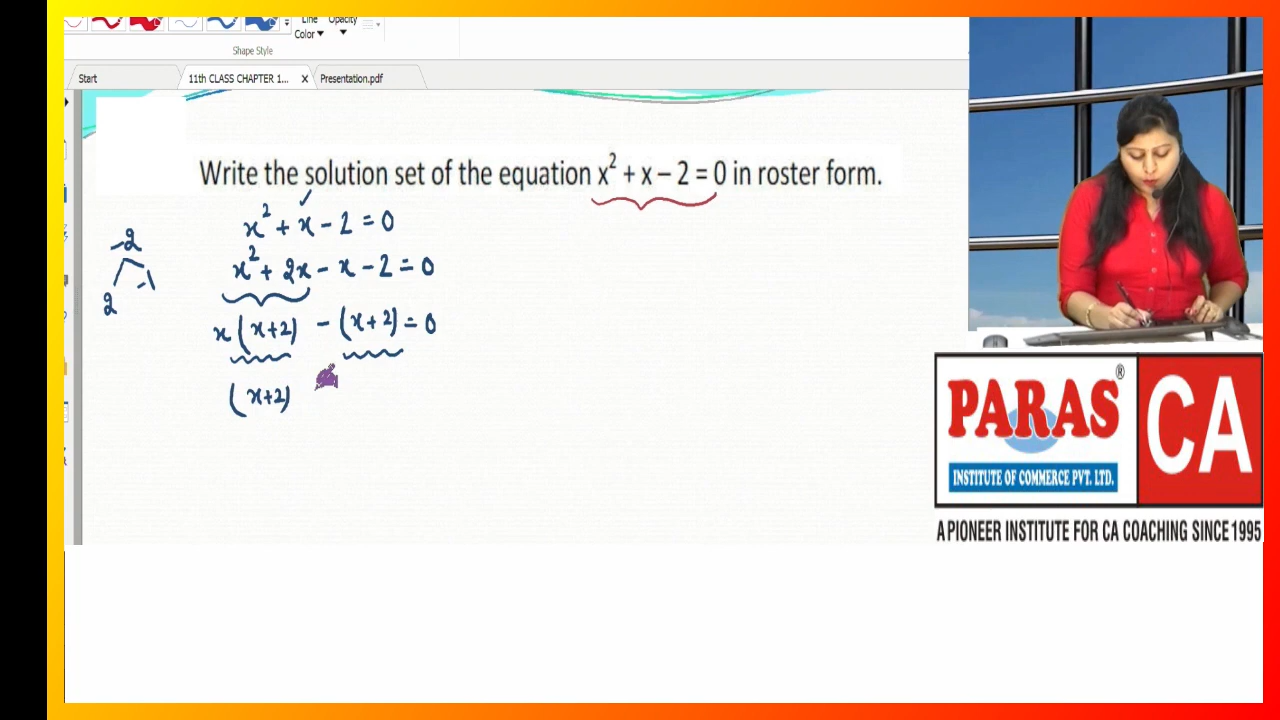 Line
Color
Opacity
Shape Style
Start
11th CLASS CHAPTER 1...
Presentation.pdf
Write the solution set of the equation x² + x – 2 = 0 in roster form.
x² + x - 2 = 0
-2
2 -1
x² + 2x - x - 2 = 0
x (x+2) - (x+2) = 0
(x+2)
PARAS®
INSTITUTE OF COMMERCE PVT. LTD.
CA
A PIONEER INSTITUTE FOR CA COACHING SINCE 1995